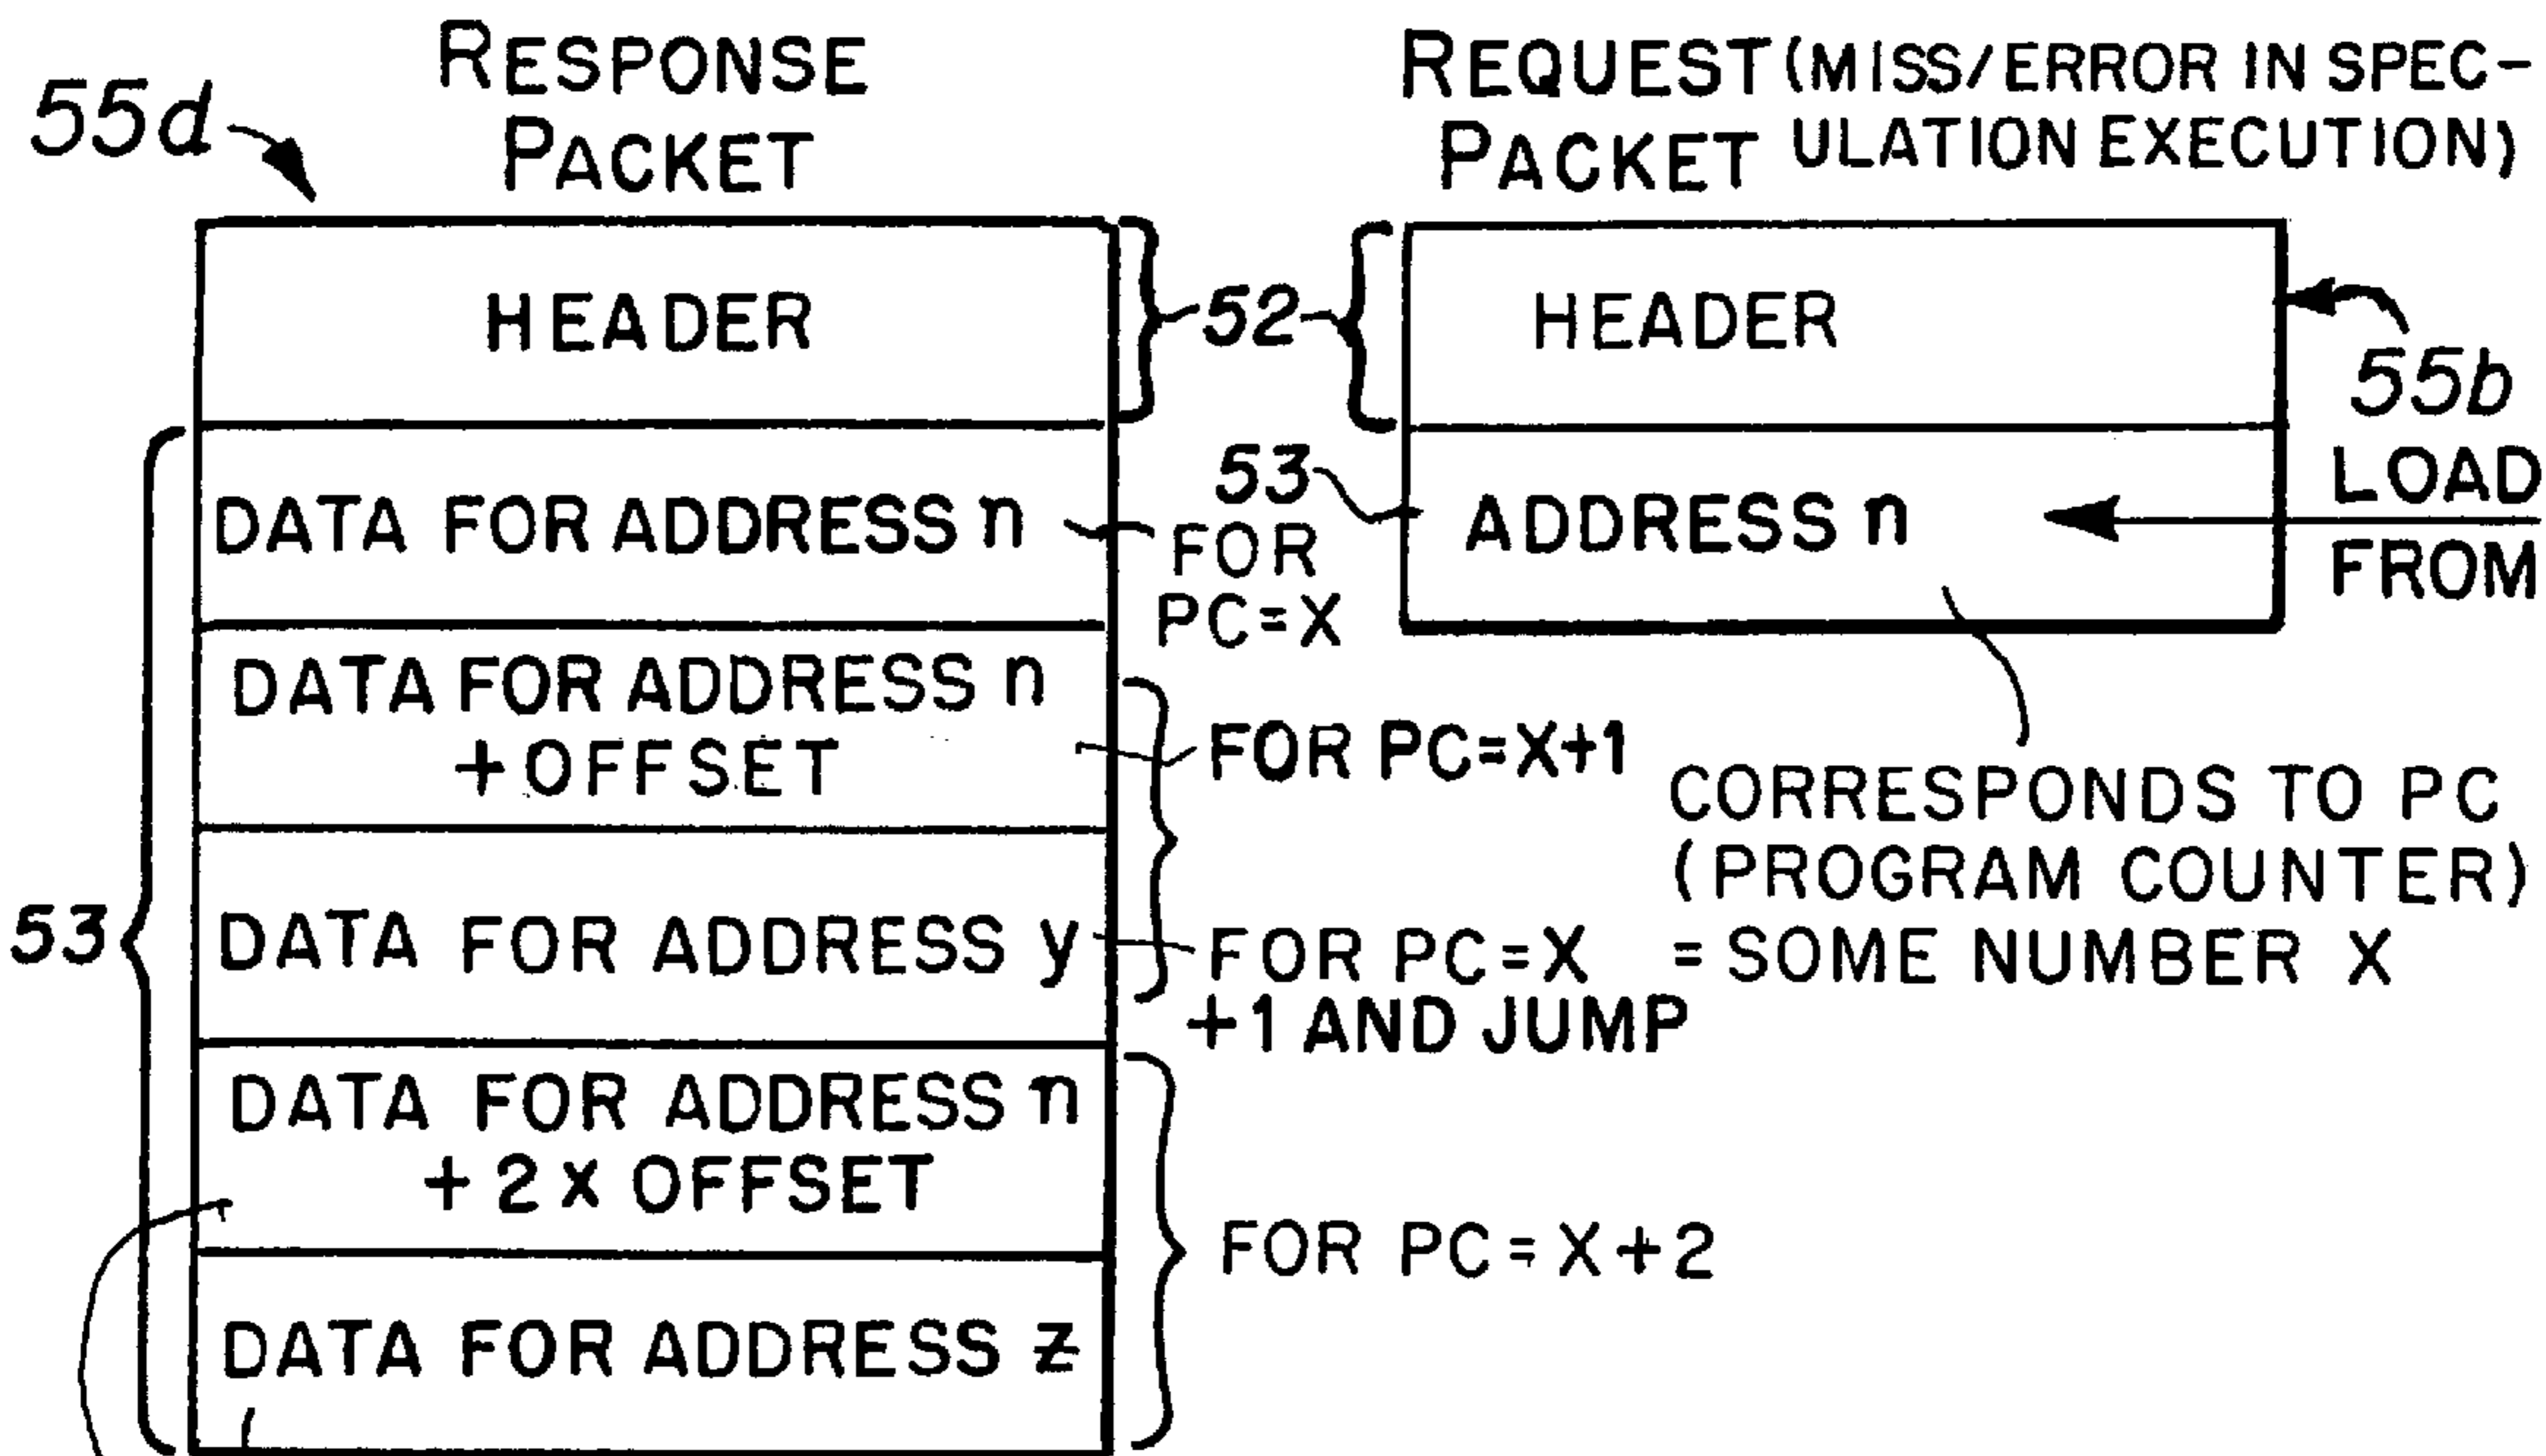 55d
RESPONSE
PACKET
HEADER
52
53
DATA FOR ADDRESS n
FOR
PC=X
DATA FOR ADDRESS n
+OFFSET
FOR PC=X+1
DATA FOR ADDRESS y
FOR PC=X
+1 AND JUMP
DATA FOR ADDRESS n
+ 2 x OFFSET
DATA FOR ADDRESS z
FOR PC=X+2
REQUEST (MISS/ERROR IN SPEC-
PACKET ULATION EXECUTION)
HEADER
55b
53
ADDRESS n
LOAD
FROM
CORRESPONDS TO PC
(PROGRAM COUNTER)
= SOME NUMBER X